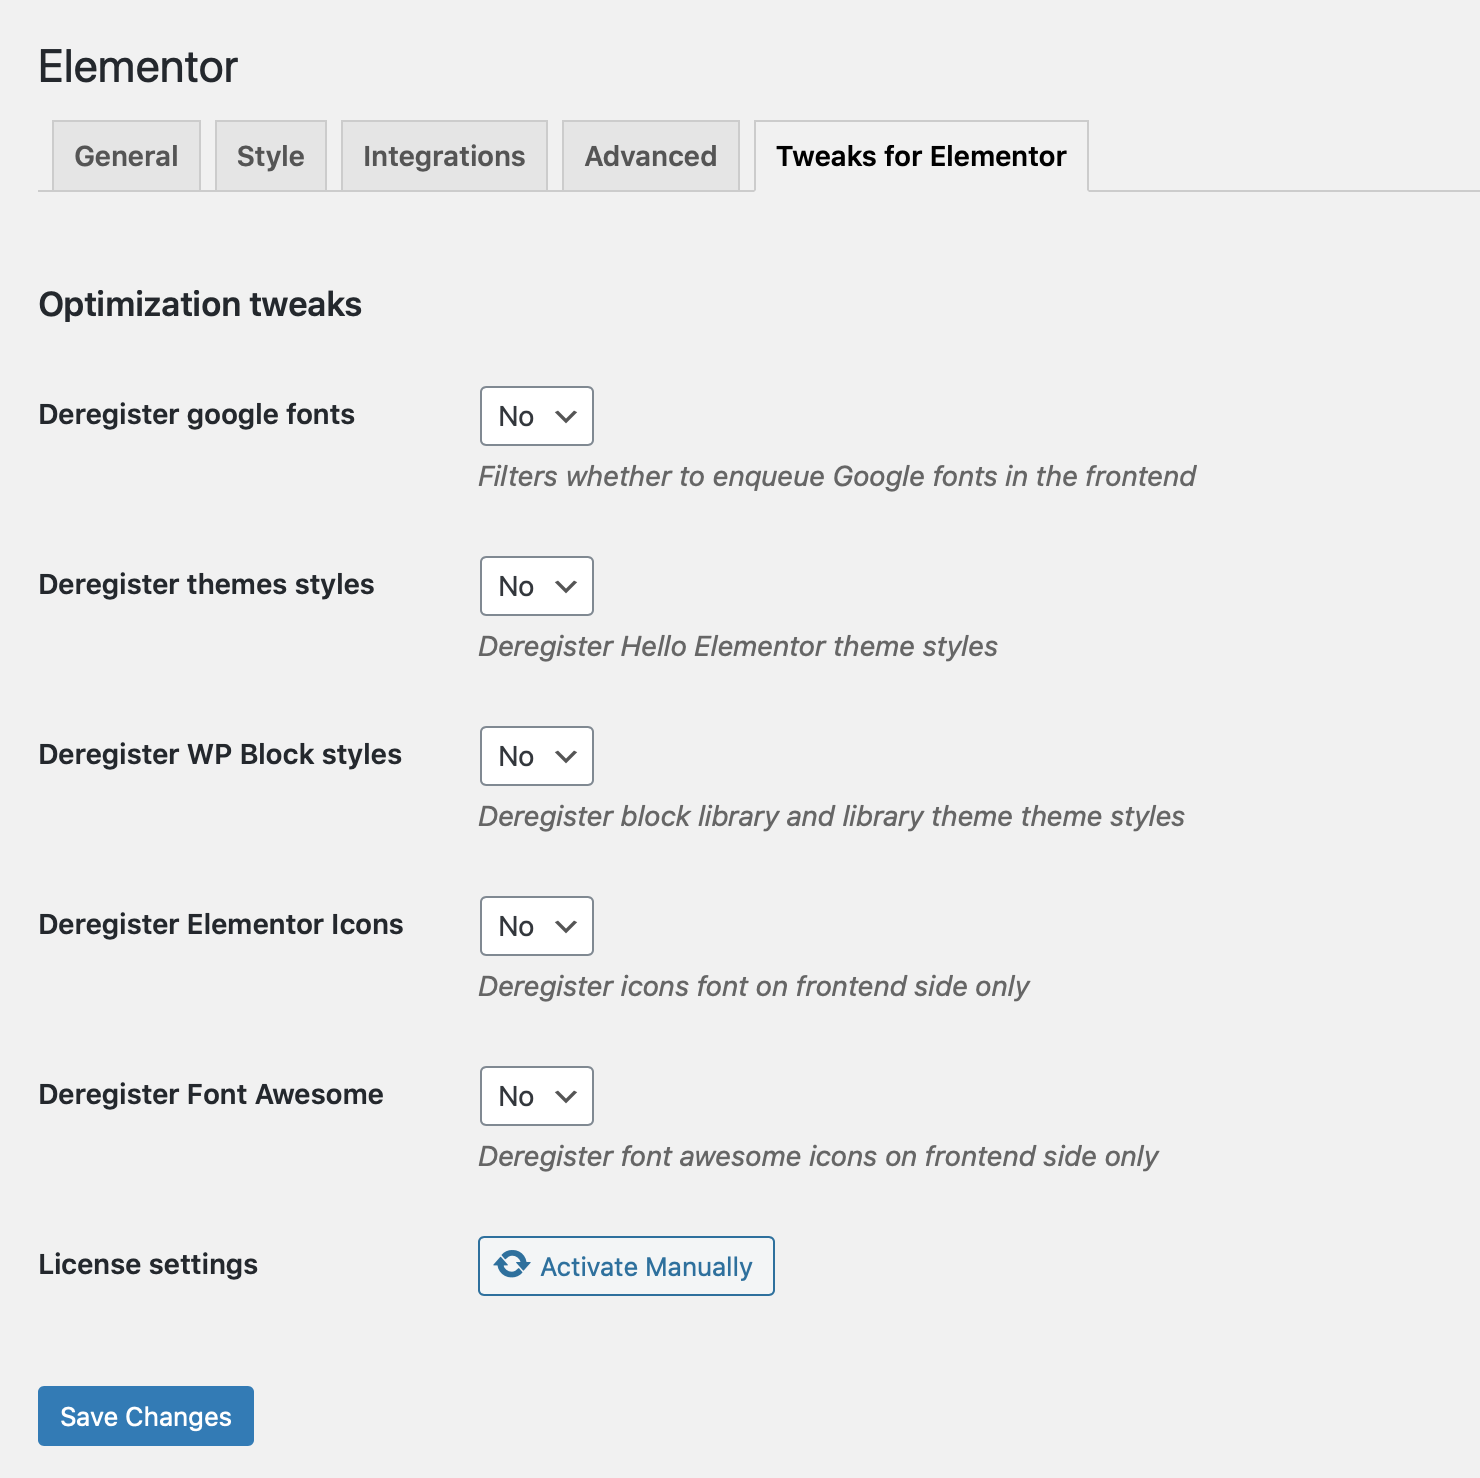 Elementor
General Style Integrations Advanced Tweaks for Elementor
Optimization tweaks
Deregister google fonts No
Filters whether to enqueue Google fonts in the frontend
Deregister themes styles No
Deregister Hello Elementor theme styles
Deregister WP Block styles No
Deregister block library and library theme theme styles
Deregister Elementor Icons No
Deregister icons font on frontend side only
Deregister Font Awesome No
Deregister font awesome icons on frontend side only
License settings Activate Manually
Save Changes